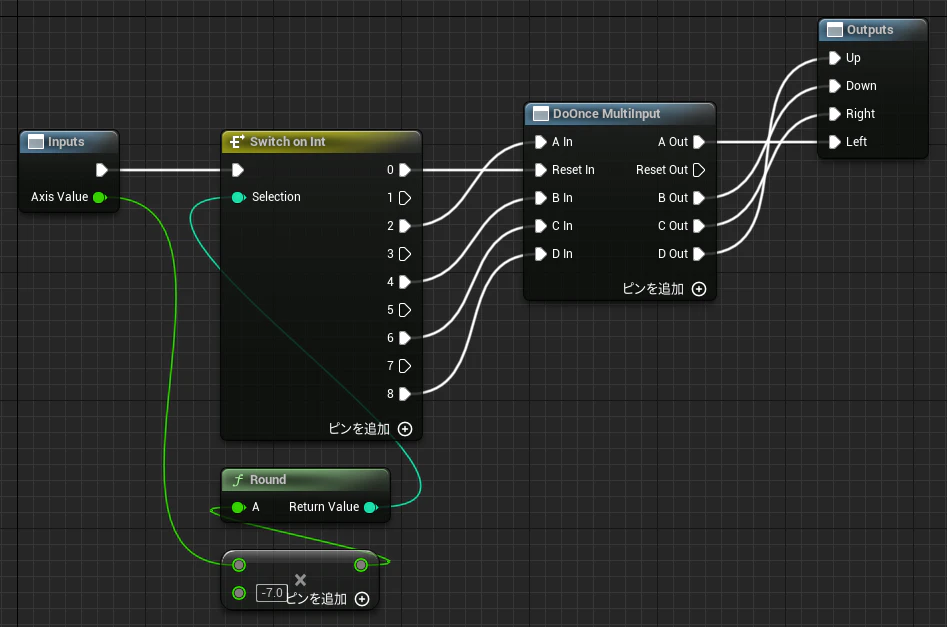 Inputs
Axis Value
Switch on Int
Selection
0
1
2
3
4
5
6
7
8
ピンを追加
Round
A
Return Value
-7.0
ピンを追加
DoOnce MultiInput
A In
A Out
Reset In
Reset Out
B In
B Out
C In
C Out
D In
D Out
ピンを追加
Outputs
Up
Down
Right
Left